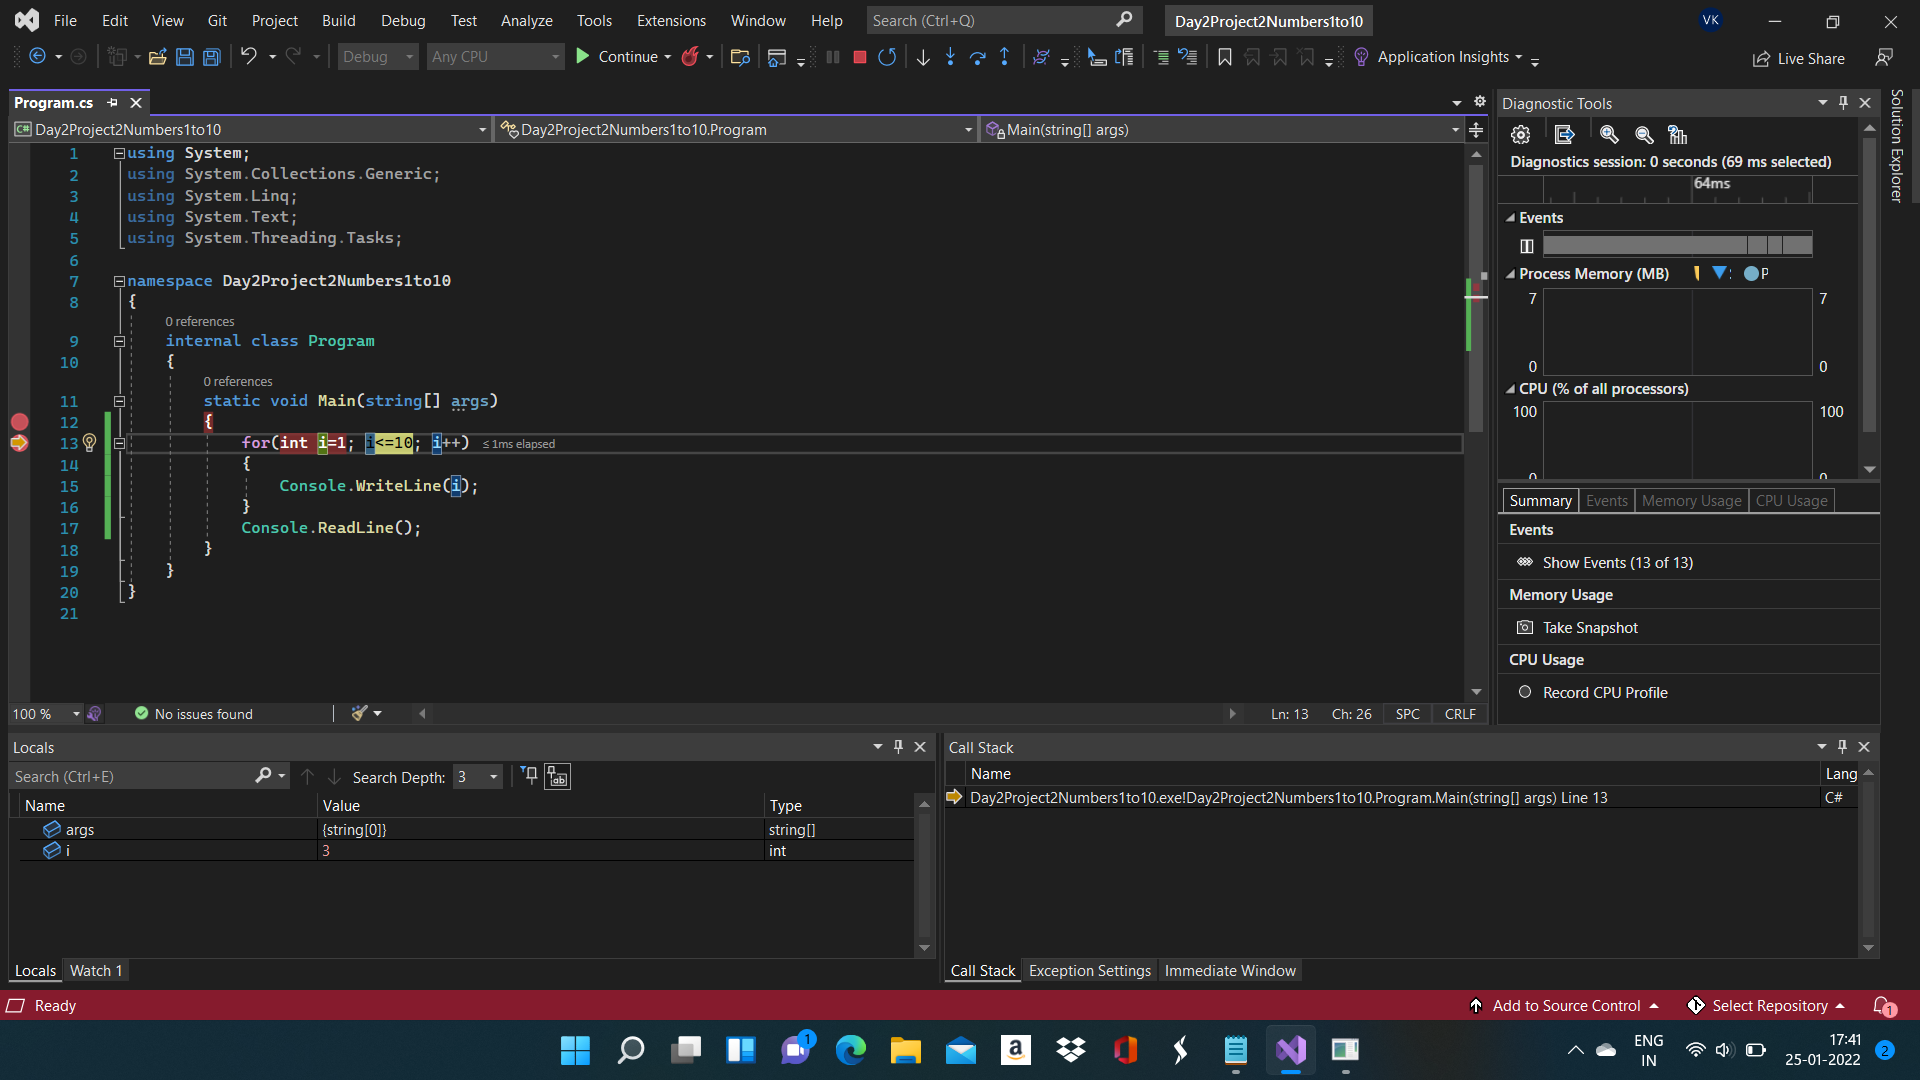 File Edit View Git Project Build Debug Test Analyze Tools Extensions Window Help Search (Ctrl+Q) Day2Project2Numbers1to10 VK
Debug Any CPU Continue Application Insights Live Share
Program.cs
Day2Project2Numbers1to10 Day2Project2Numbers1to10.Program Main(string[] args)
1 using System;
2 using System.Collections.Generic;
3 using System.Linq;
4 using System.Text;
5 using System.Threading.Tasks;
6
7 namespace Day2Project2Numbers1to10
8 {
0 references
9 internal class Program
10 {
0 references
11 static void Main(string[] args)
12 {
13 for(int i=1; i<=10; i++) ≤ 1ms elapsed
14 {
15 Console.WriteLine(i);
16 }
17 Console.ReadLine();
18 }
19 }
20 }
21
100 % No issues found Ln: 13 Ch: 26 SPC CRLF
Diagnostic Tools
Diagnostics session: 0 seconds (69 ms selected)
64ms
Events
Process Memory (MB) P
7 7
0 0
CPU (% of all processors)
100 100
0 0
Summary Events Memory Usage CPU Usage
Events
Show Events (13 of 13)
Memory Usage
Take Snapshot
CPU Usage
Record CPU Profile
Solution Explorer
Locals
Search (Ctrl+E) Search Depth: 3
Name Value Type
args {string[0]} string[]
i 3 int
Locals Watch 1
Call Stack
Name Lang
Day2Project2Numbers1to10.exe!Day2Project2Numbers1to10.Program.Main(string[] args) Line 13 C#
Call Stack Exception Settings Immediate Window
Ready Add to Source Control Select Repository 1
1 a ENG IN 17:41 25-01-2022 2